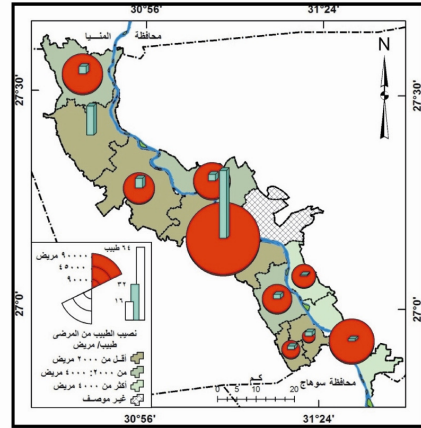 30:56
31:24
محافظة المنيا
N
27:30
27:30
٦٤ طبيب
٩٠٠٠٠ مريض
٤٥٠٠٠
٩٠٠٠
٣٢
١٦
27:0
27:0
نصيب الطبيب من المرضى
طبيب/ مريض
أقل من ٢٠٠٠ مريض
من ٢٠٠٠: ٤٠٠٠ مريض
أكثر من ٤٠٠٠ مريض
غير موصف
محافظة سوهاج
كم
0 5 10 20
30:56
31:24